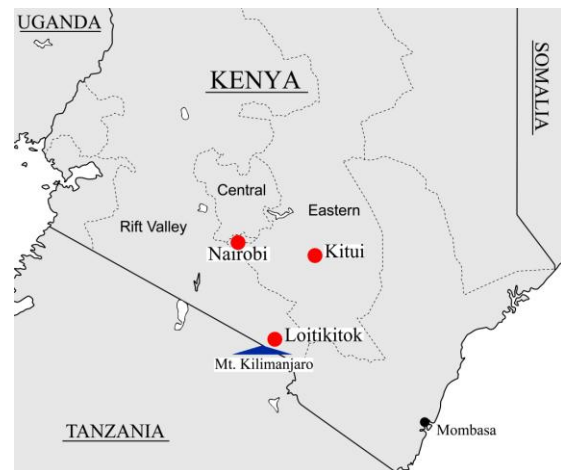 UGANDA
KENYA
SOMALIA
Central
Eastern
Rift Valley
Nairobi
Kitui
Loitikitok
Mt. Kilimanjaro
TANZANIA
Mombasa